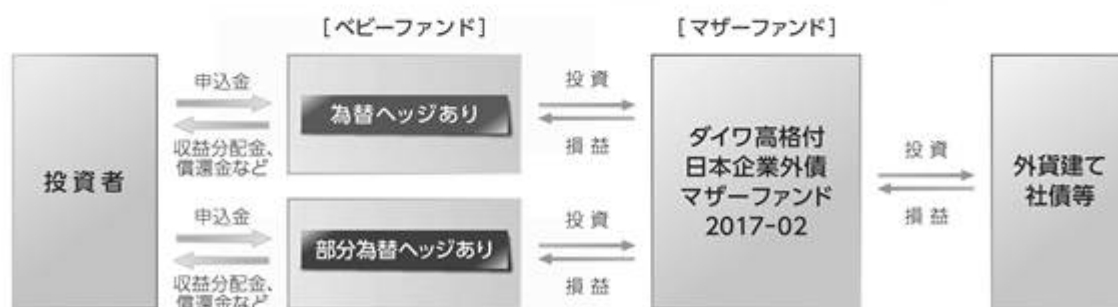 [ベビーファンド]
[マザーファンド]
投資者
申込金
収益分配金、
償還金など
為替ヘッジあり
投資
損益
申込金
収益分配金、
償還金など
部分為替ヘッジあり
投資
損益
ダイワ高格付
日本企業外債
マザーファンド
2017-02
投資
損益
外貨建て
社債等